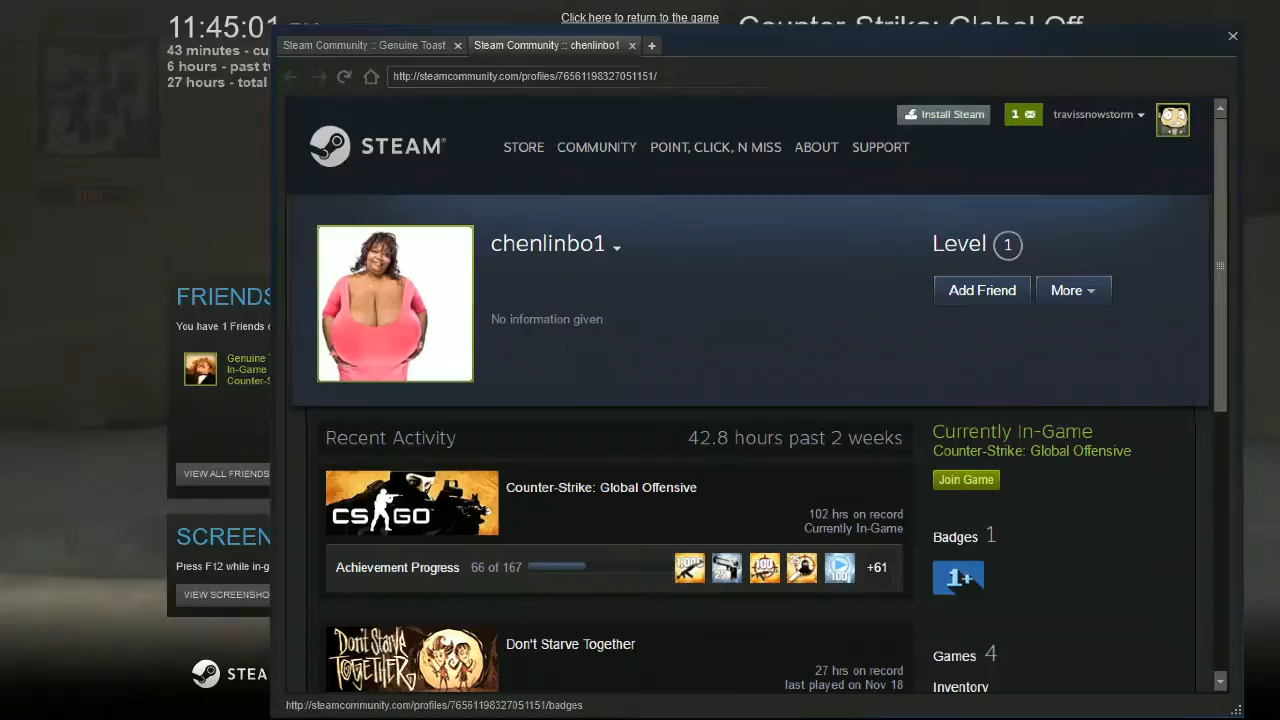 11:45:01
Click here to return to the game
Counter-Strike: Global Off
43 minutes - cu
6 hours - past tw
27 hours - total
Steam Community :: Genuine Toast
Steam Community :: chenlinbo1
http://steamcommunity.com/profiles/76561198327051151/
Install Steam
1
travissnowstorm
STEAM
STORE COMMUNITY POINT, CLICK, N MISS ABOUT SUPPORT
chenlinbo1
Level 1
Add Friend
More
No information given
FRIENDS
You have 1 Friends o
Genuine
In-Game
Counter-S
VIEW ALL FRIENDS
Recent Activity
42.8 hours past 2 weeks
Currently In-Game
Counter-Strike: Global Offensive
Join Game
CS GO
Counter-Strike: Global Offensive
102 hrs on record
Currently In-Game
Achievement Progress 66 of 167
+61
Badges 1
1+
SCREEN
Press F12 while in-g
VIEW SCREENSHO
Don't Starve
TOGETHER
Don't Starve Together
27 hrs on record
last played on Nov 18
Games 4
Inventory
STEA
http://steamcommunity.com/profiles/76561198327051151/badges